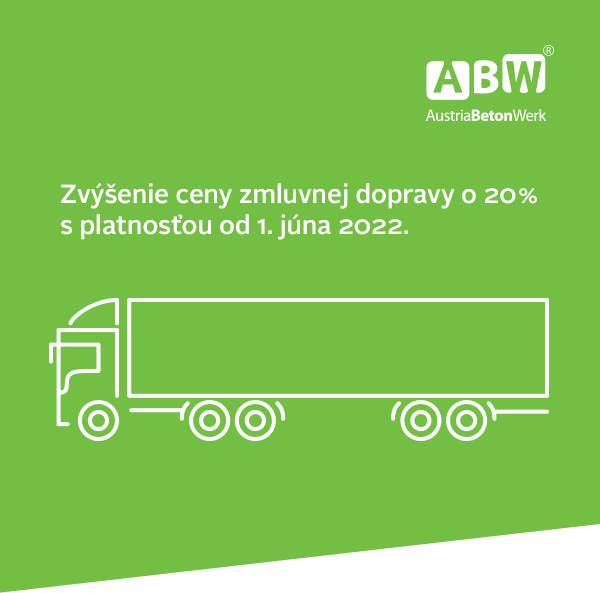 ABW®
AustriaBetonWerk
Zvýšenie ceny zmluvnej dopravy o 20%
s platnosťou od 1. júna 2022.